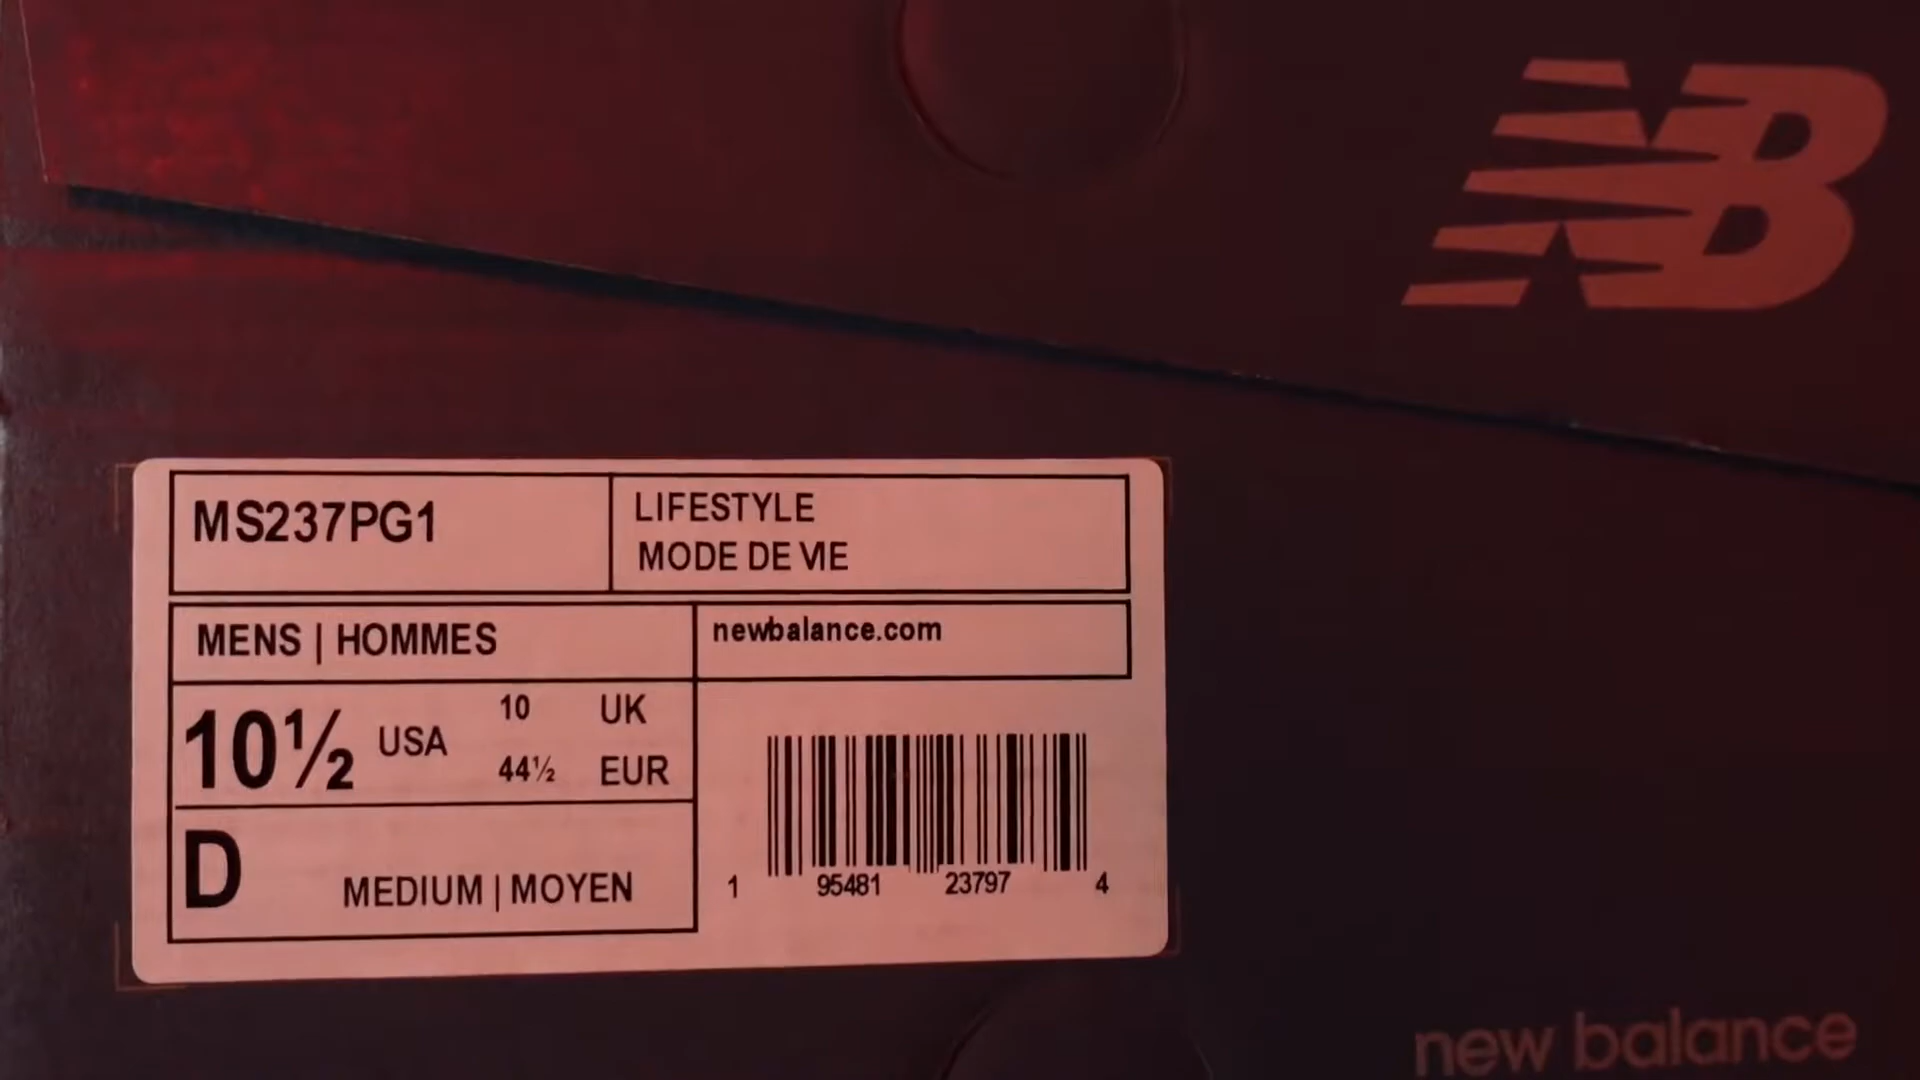 NB
MS237PG1
LIFESTYLE
MODE DE VIE
MENS | HOMMES
newbalance.com
10½ USA
10 UK
44½ EUR
D
MEDIUM | MOYEN
1 95481 23797 4
new balance